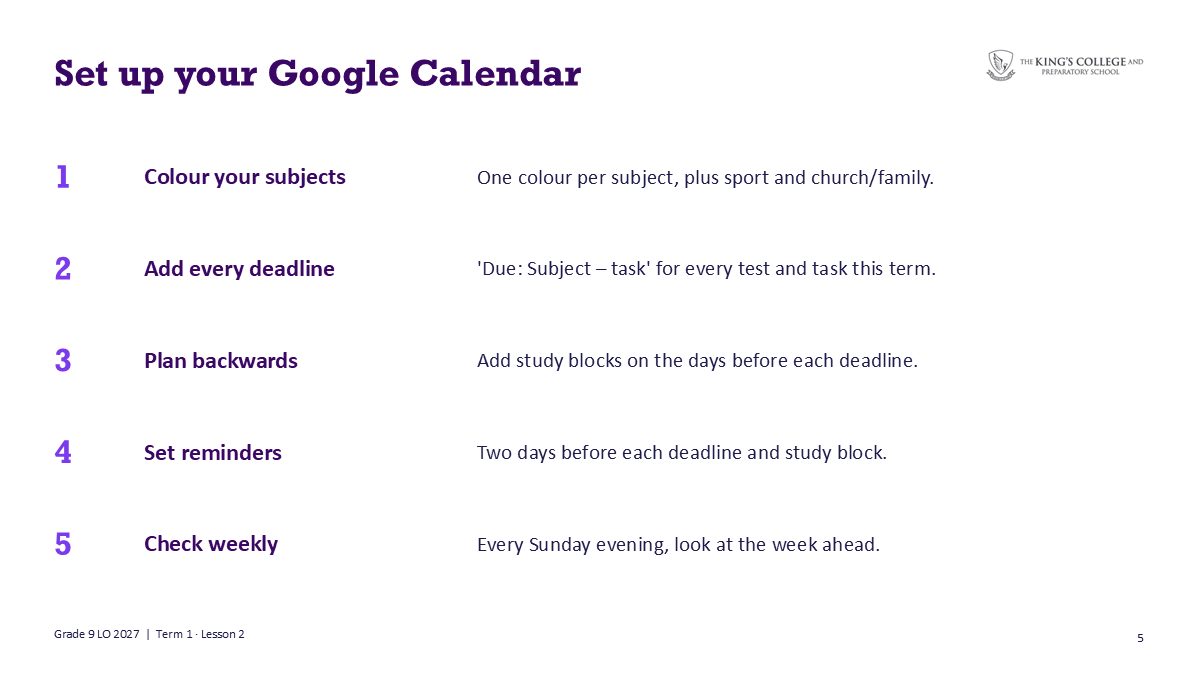 Set up your Google Calendar
THE KING'S COLLEGE AND
PREPARATORY SCHOOL
1 Colour your subjects One colour per subject, plus sport and church/family.
2 Add every deadline 'Due: Subject – task' for every test and task this term.
3 Plan backwards Add study blocks on the days before each deadline.
4 Set reminders Two days before each deadline and study block.
5 Check weekly Every Sunday evening, look at the week ahead.
Grade 9 LO 2027 | Term 1 · Lesson 2
5